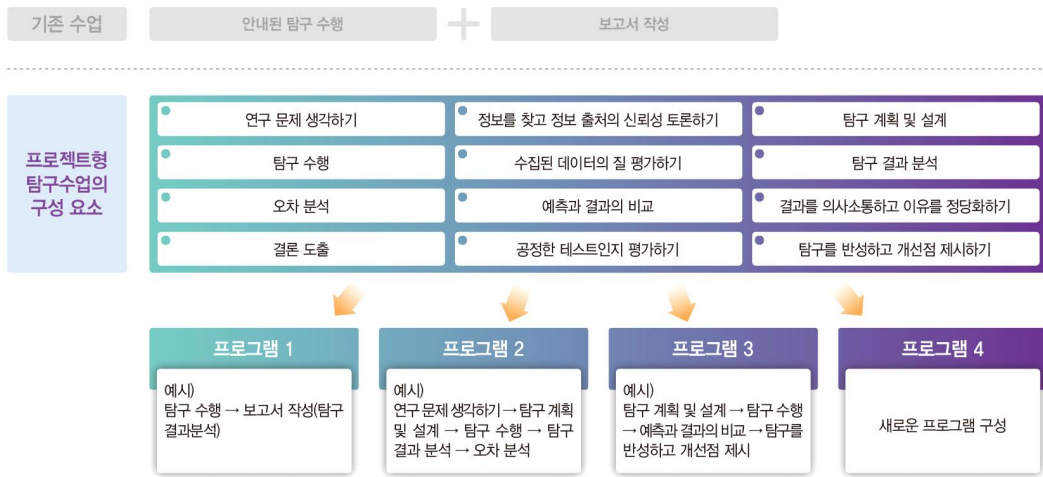 기존 수업
안내된 탐구 수행
+
보고서 작성
프로젝트형
탐구수업의
구성 요소
연구 문제 생각하기
정보를 찾고 정보 출처의 신뢰성 토론하기
탐구 계획 및 설계
탐구 수행
수집된 데이터의 질 평가하기
탐구 결과 분석
오차 분석
예측과 결과의 비교
결과를 의사소통하고 이유를 정당화하기
결론 도출
공정한 테스트인지 평가하기
탐구를 반성하고 개선점 제시하기
프로그램 1
예시)
탐구 수행 → 보고서 작성(탐구
결과분석)
프로그램 2
예시)
연구 문제 생각하기 → 탐구 계획
및 설계 → 탐구 수행 → 탐구
결과 분석 → 오차 분석
프로그램 3
예시)
탐구 계획 및 설계 → 탐구 수행
→ 예측과 결과의 비교 → 탐구를
반성하고 개선점 제시
프로그램 4
새로운 프로그램 구성